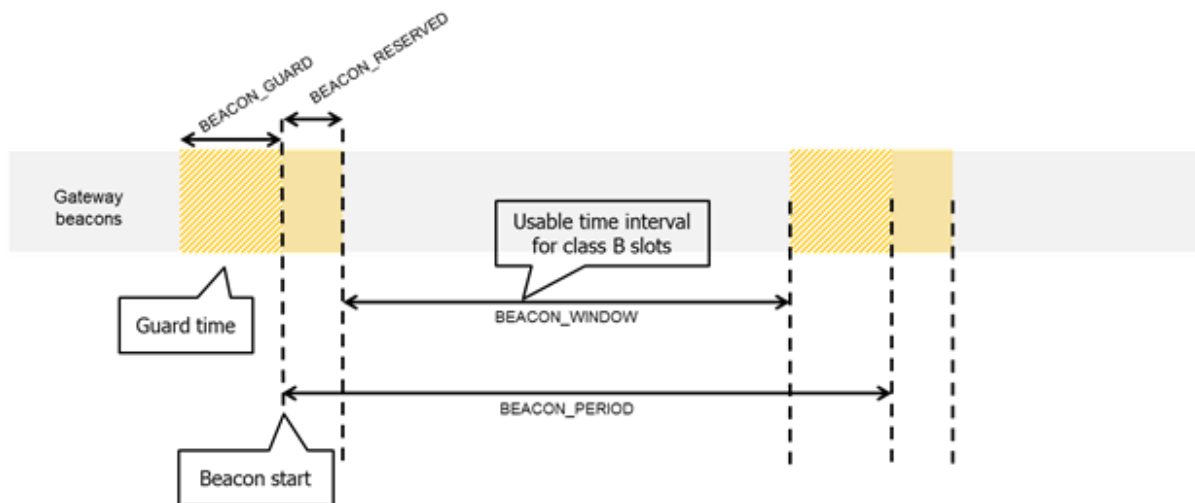 BEACON_GUARD
BEACON_RESERVED
Gateway
beacons
Usable time interval
for class B slots
Guard time
BEACON_WINDOW
BEACON_PERIOD
Beacon start